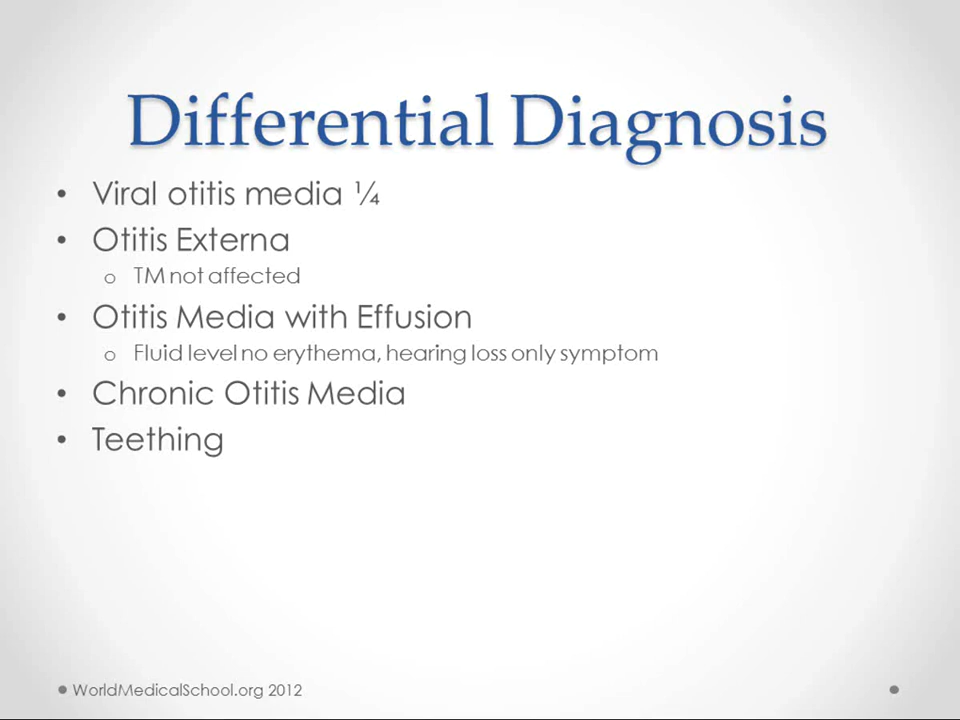 Differential Diagnosis
• Viral otitis media ¼
• Otitis Externa
o TM not affected
• Otitis Media with Effusion
o Fluid level no erythema, hearing loss only symptom
• Chronic Otitis Media
• Teething
WorldMedicalSchool.org 2012